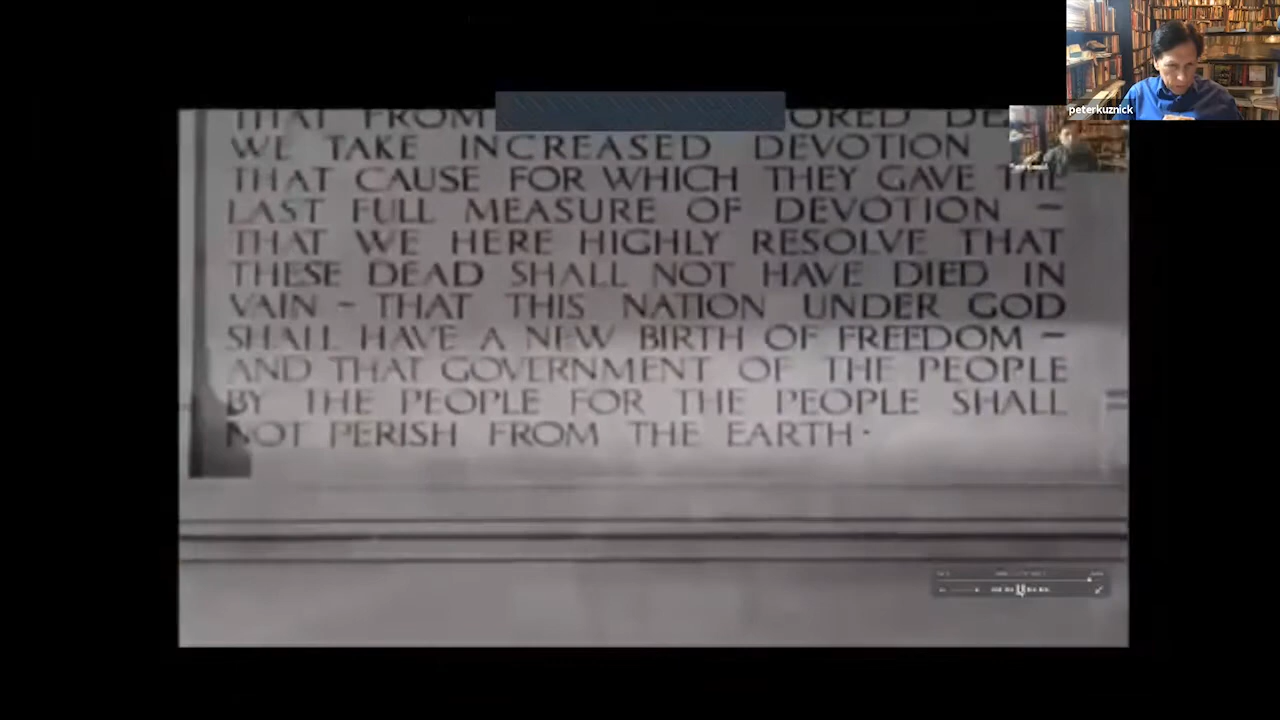 THAT FROM
WE TAKE INCREASED DEVOTION
THAT CAUSE FOR WHICH THEY GAVE THE
LAST FULL MEASURE OF DEVOTION –
THAT WE HERE HIGHLY RESOLVE THAT
THESE DEAD SHALL NOT HAVE DIED IN
VAIN – THAT THIS NATION UNDER GOD
SHALL HAVE A NEW BIRTH OF FREEDOM –
AND THAT GOVERNMENT OF THE PEOPLE
BY THE PEOPLE FOR THE PEOPLE SHALL
NOT PERISH FROM THE EARTH ·
peterkuznick